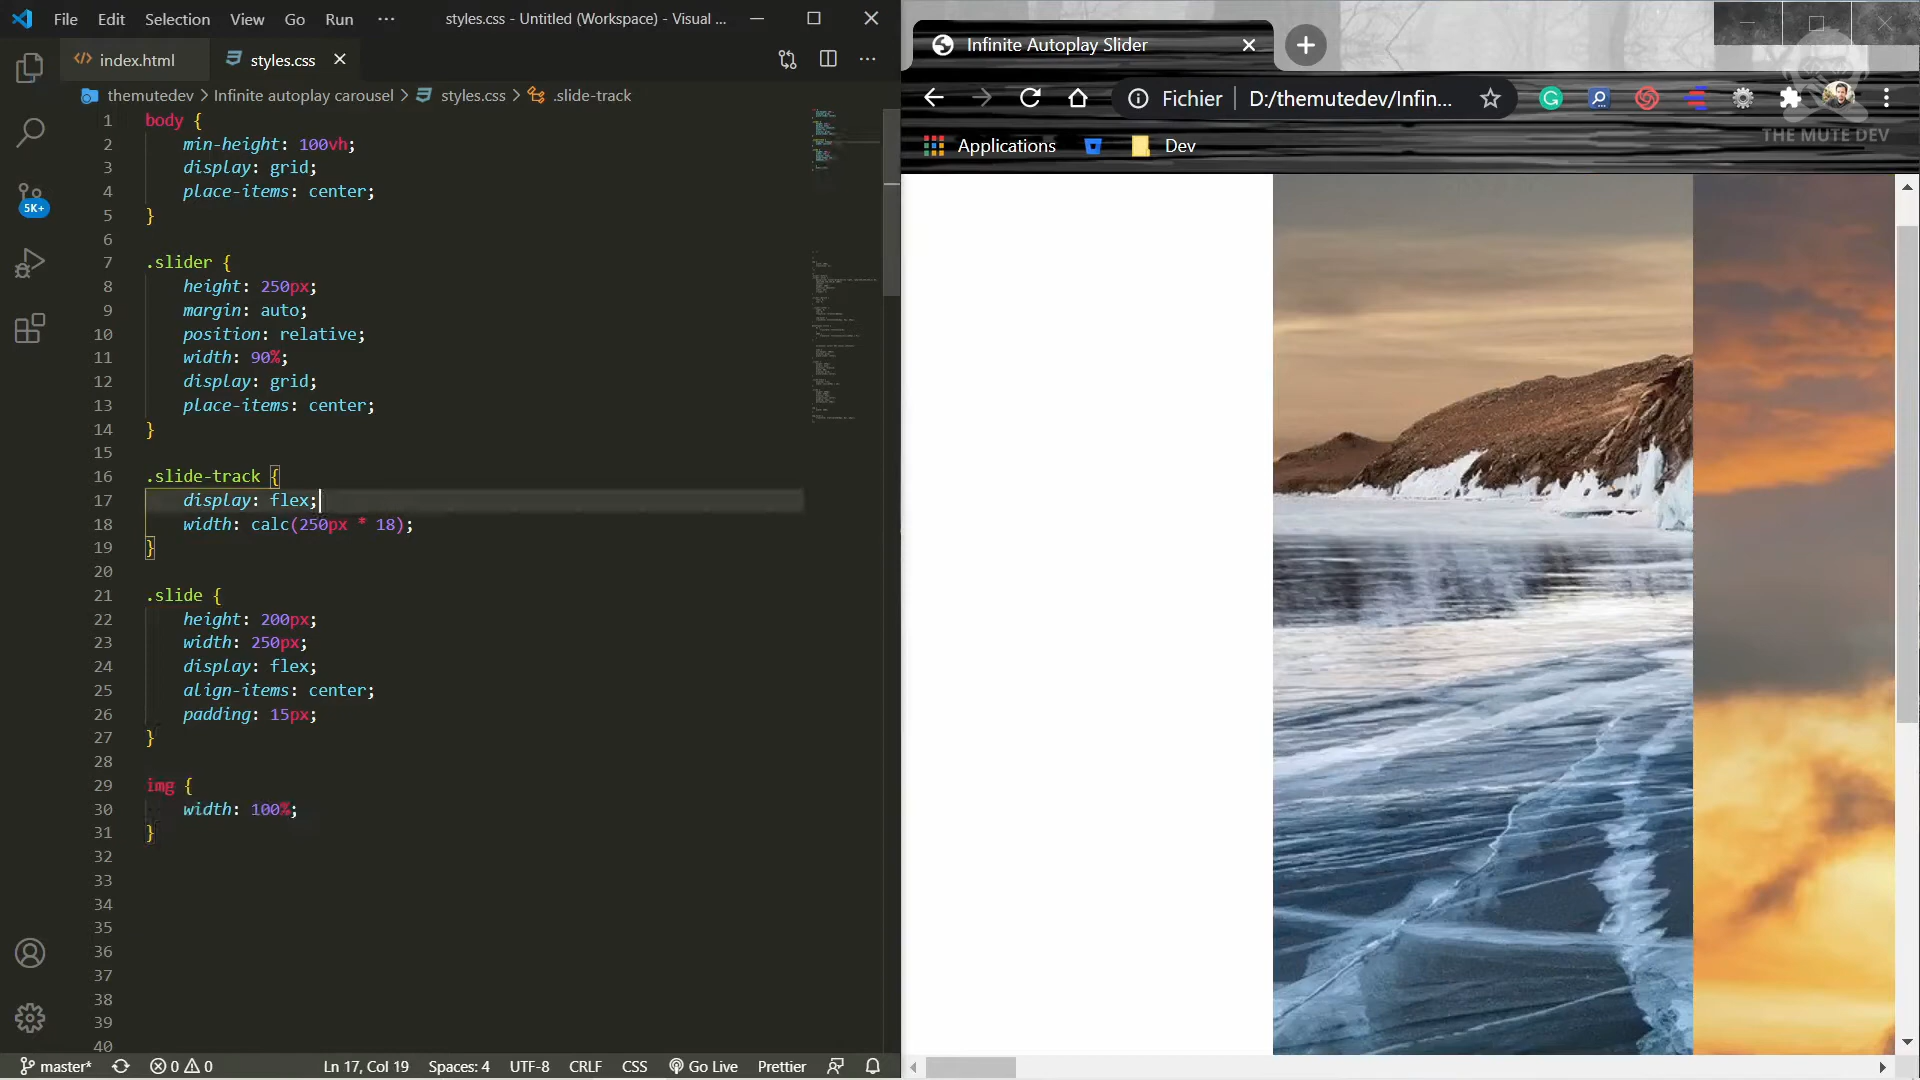 File Edit Selection View Go Run ··· styles.css - Untitled (Workspace) - Visual ...
index.html styles.css
themutedev > Infinite autoplay carousel > styles.css > .slide-track
1 body {
2 min-height: 100vh;
3 display: grid;
4 place-items: center;
5 }
6
7 .slider {
8 height: 250px;
9 margin: auto;
10 position: relative;
11 width: 90%;
12 display: grid;
13 place-items: center;
14 }
15
16 .slide-track {
17 display: flex;
18 width: calc(250px * 18);
19 }
20
21 .slide {
22 height: 200px;
23 width: 250px;
24 display: flex;
25 align-items: center;
26 padding: 15px;
27 }
28
29 img {
30 width: 100%;
31 }
32
33
34
35
36
37
38
39
40
5K+
master* 0 0 Ln 17, Col 19 Spaces: 4 UTF-8 CRLF CSS Go Live Prettier
Infinite Autoplay Slider
Fichier | D:/themutedev/Infin...
THE MUTE DEV
Applications Dev